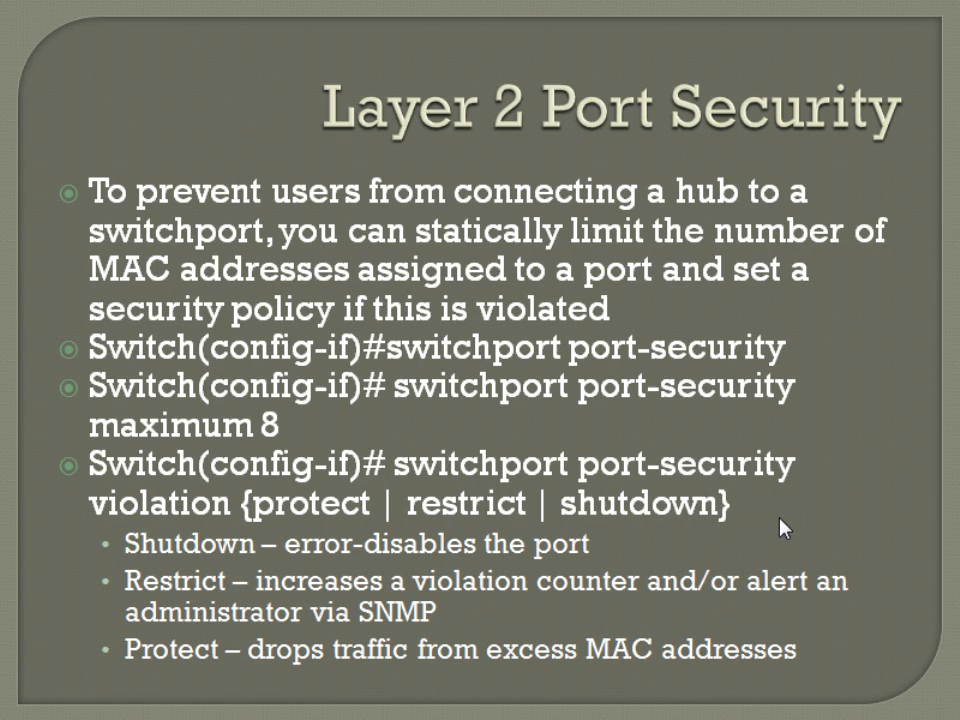 Layer 2 Port Security
To prevent users from connecting a hub to a
switchport, you can statically limit the number of
MAC addresses assigned to a port and set a
security policy if this is violated
Switch(config-if)#switchport port-security
Switch(config-if)# switchport port-security
maximum 8
Switch(config-if)# switchport port-security
violation {protect | restrict | shutdown}
Shutdown – error-disables the port
Restrict – increases a violation counter and/or alert an
administrator via SNMP
Protect – drops traffic from excess MAC addresses